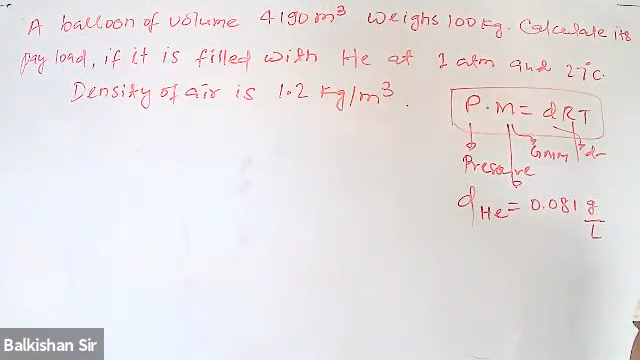 A balloon of volume 4190 m³ weighs 100 kg. Calculate its
pay load, if it is filled with He at 1 atm and 27°C.
Density of air is 1.2 kg/m³.
P.M = dRT
Gmm
Pressure
d He = 0.081 g/L
Balkishan Sir